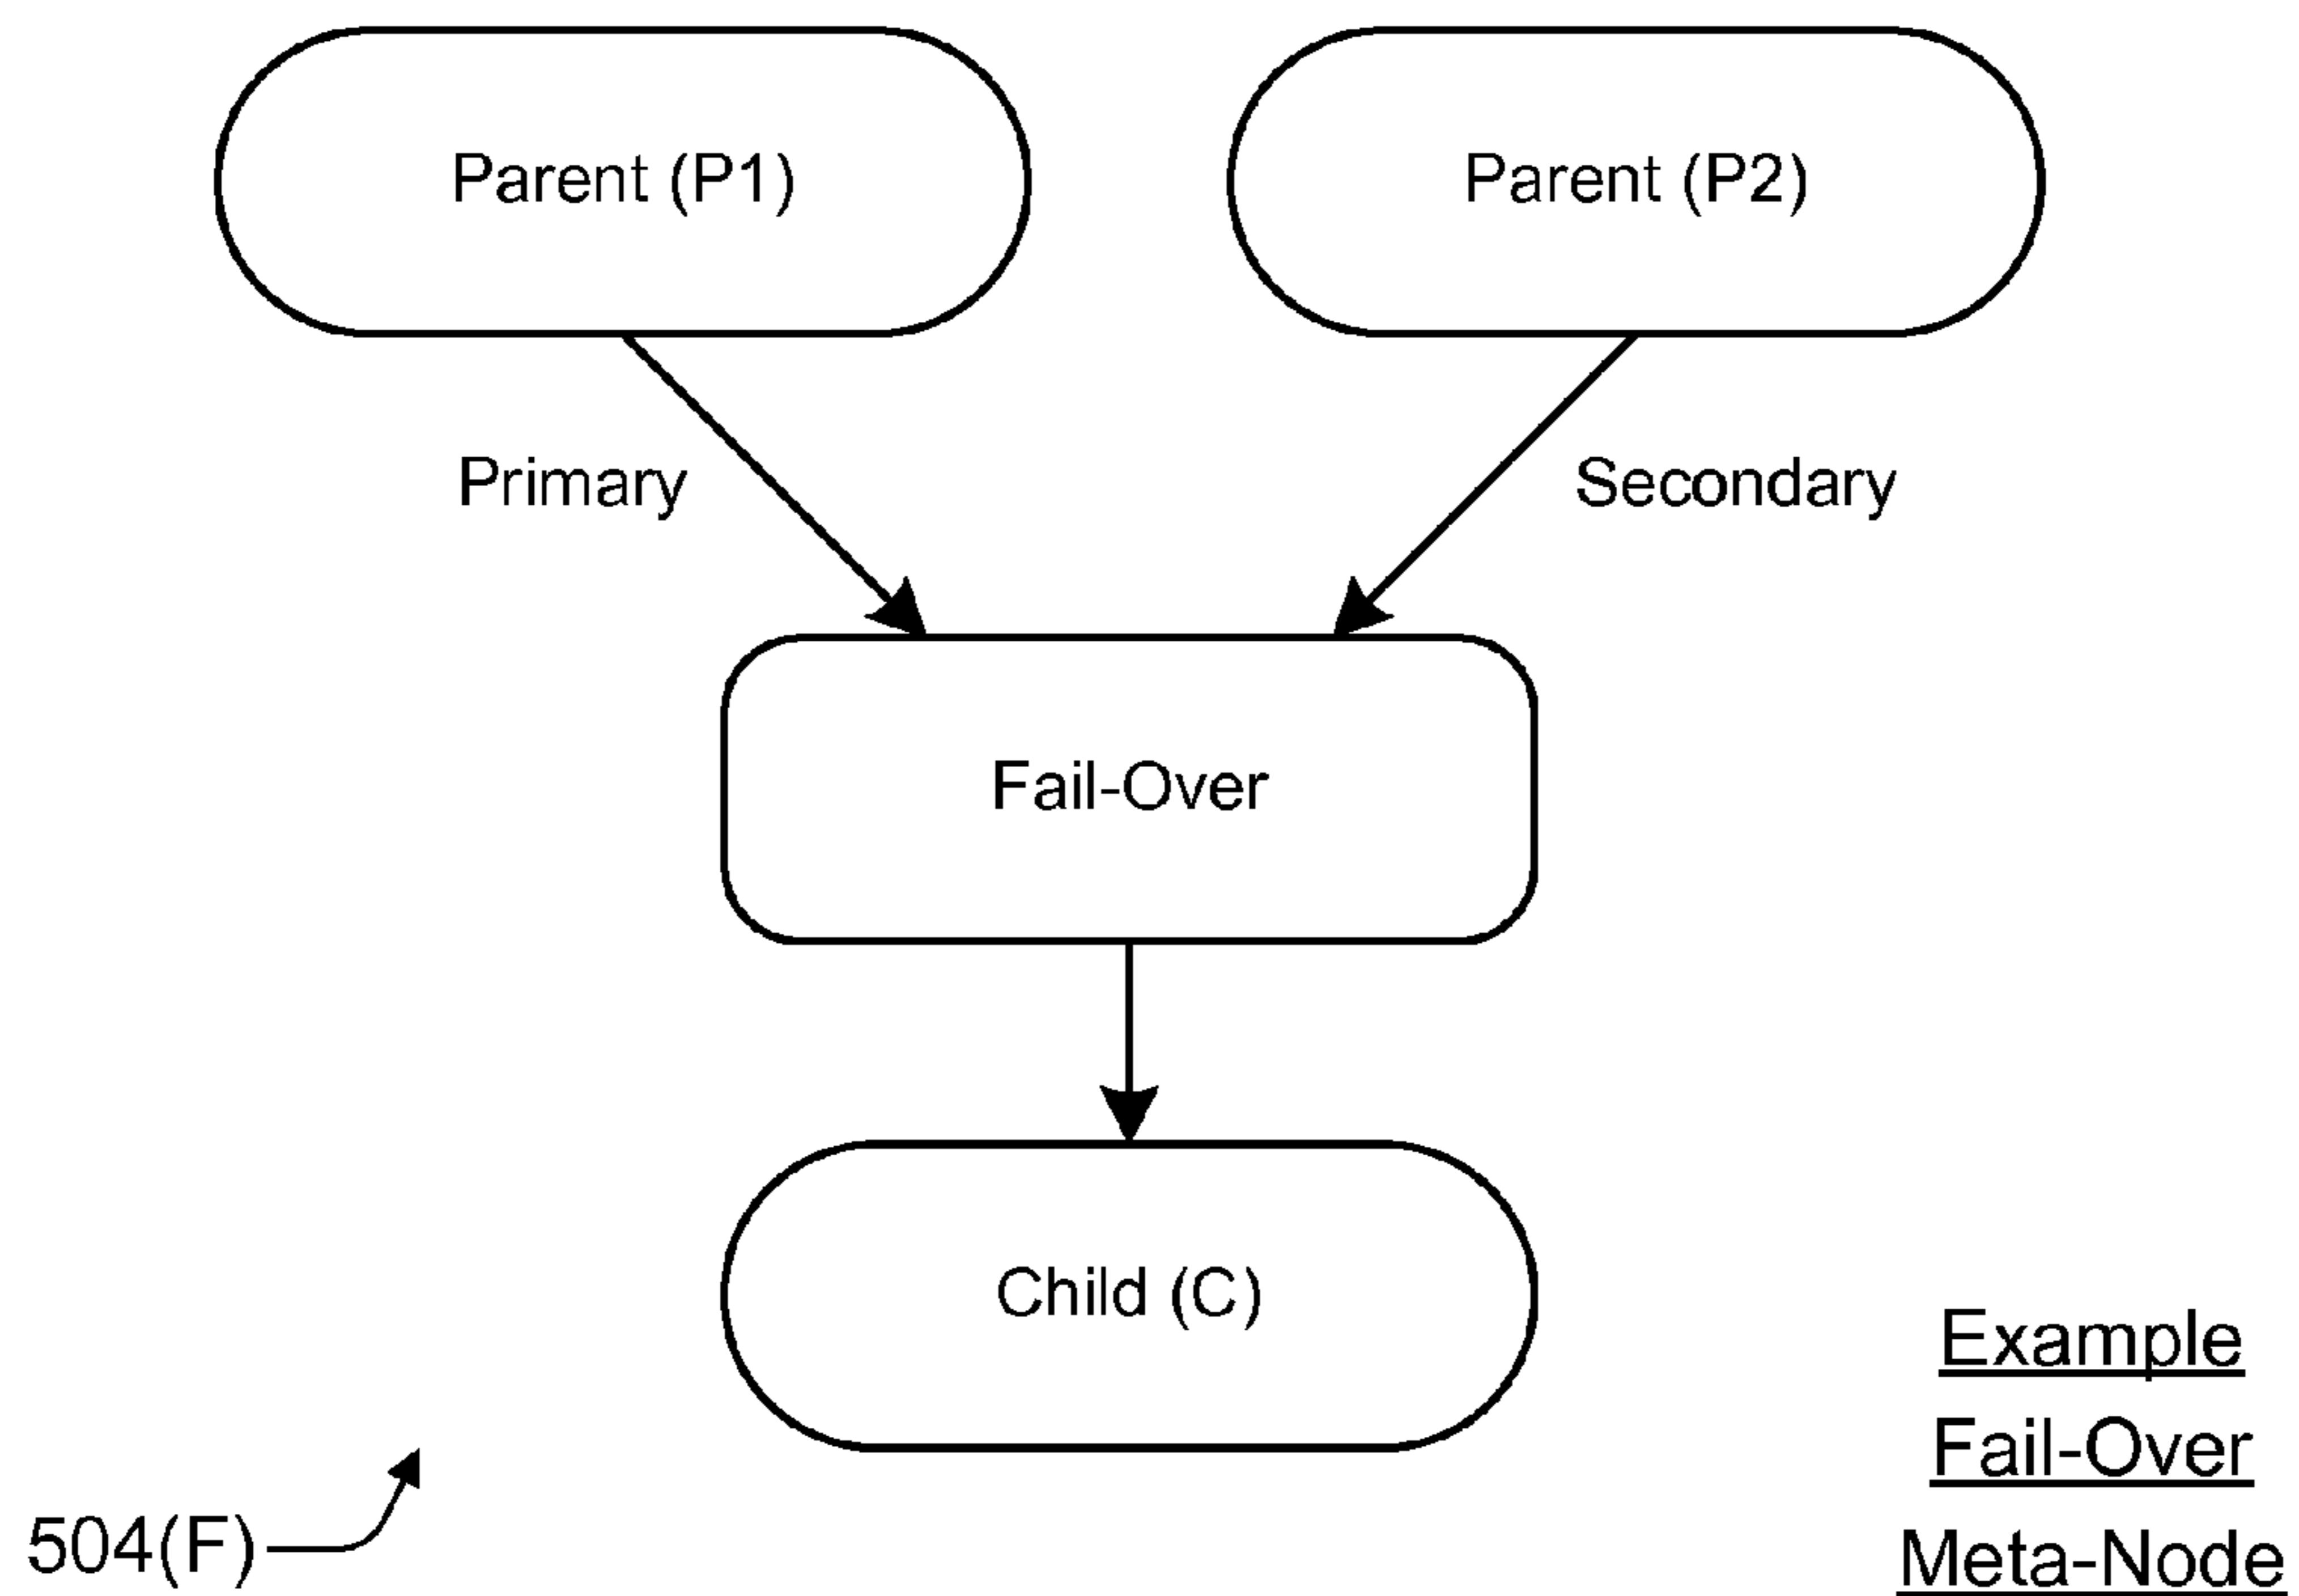 Parent (P1)
Parent (P2)
Primary
Secondary
Fail-Over
Child (C)
Example
Fail-Over
Meta-Node
504(F)